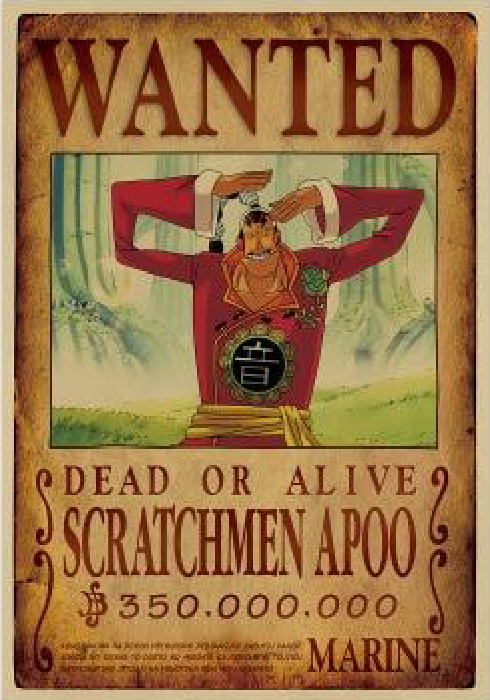 WANTED
音
DEAD OR ALIVE
SCRATCHMEN APOO
฿350.000.000
MARINE